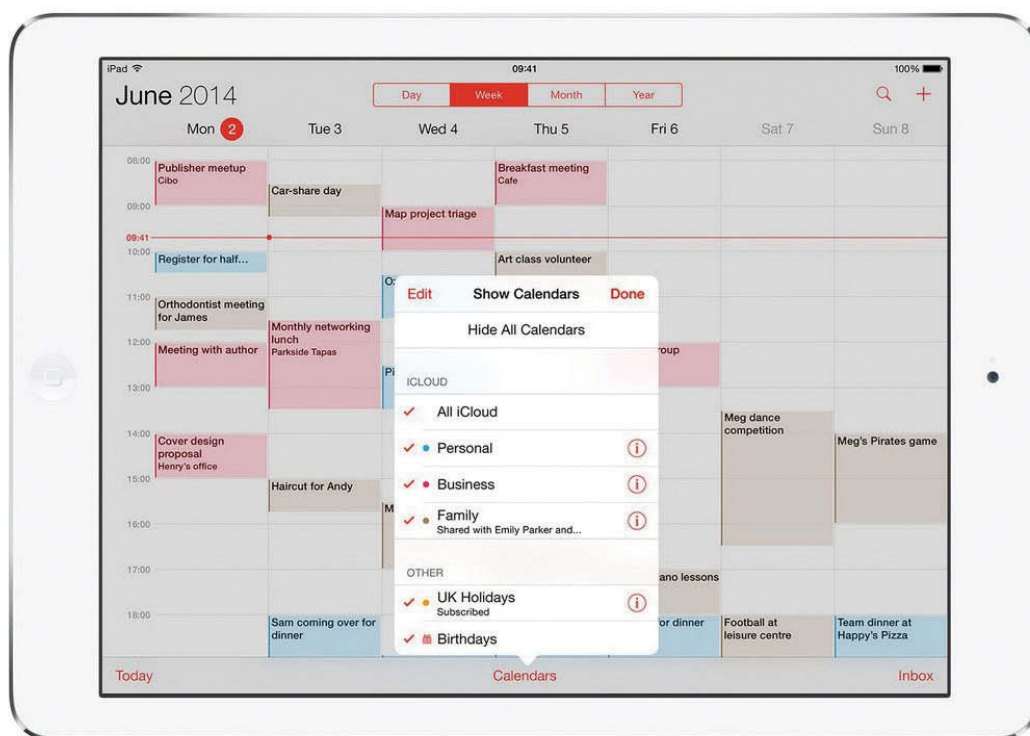 iPad 09:41 100%
June 2014 Day Week Month Year
Mon 2 Tue 3 Wed 4 Thu 5 Fri 6 Sat 7 Sun 8
08:00
Publisher meetup
Cibo
Breakfast meeting
Cafe
Car-share day
09:00
Map project triage
09:41
10:00
Register for half...
Art class volunteer
Edit Show Calendars Done
11:00
Orthodontist meeting
for James
Hide All Calendars
Monthly networking
lunch
Parkside Tapas
12:00
Meeting with author
roup
Pi
ICLOUD
13:00
All iCloud
Meg dance
competition
14:00
Cover design
proposal
Henry's office
Personal
Meg's Pirates game
15:00
Haircut for Andy
Business
M
Family
Shared with Emily Parker and...
16:00
17:00
OTHER
ano lessons
UK Holidays
Subscribed
18:00
Sam coming over for
dinner
or dinner
Football at
leisure centre
Team dinner at
Happy's Pizza
Birthdays
Today Calendars Inbox